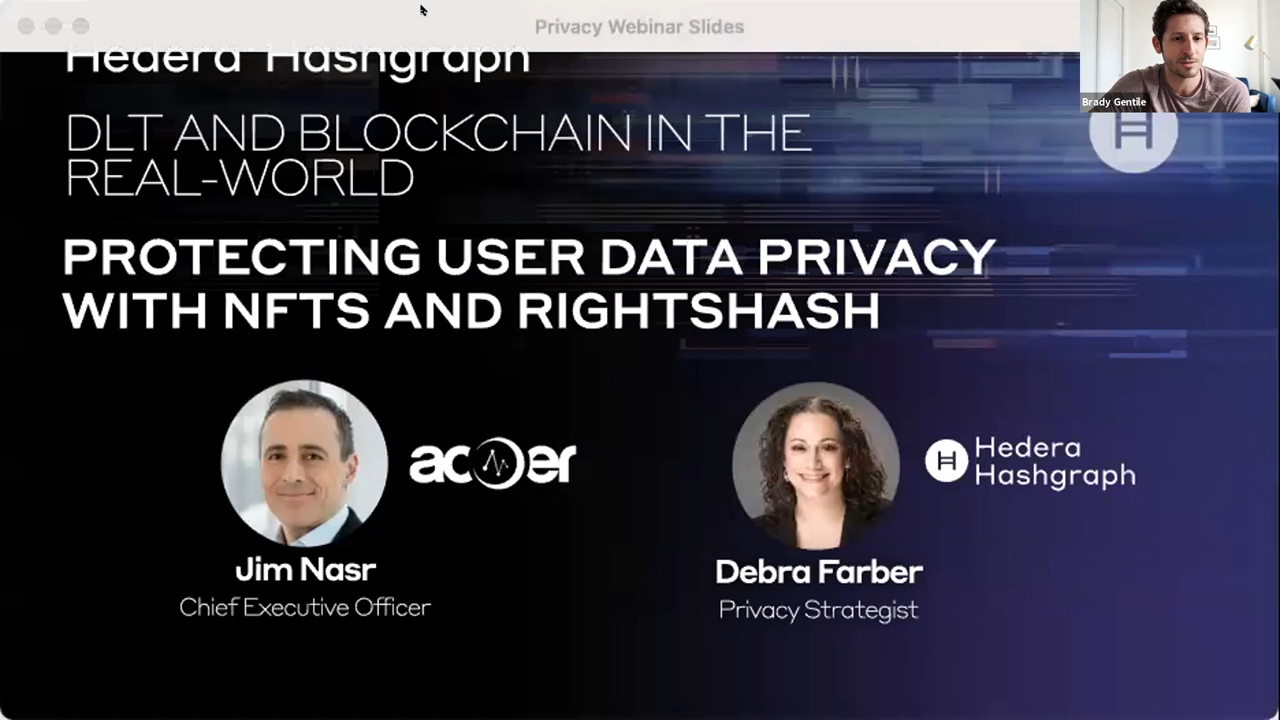 Privacy Webinar Slides
Brady Gentile
Hedera Hashgraph
DLT AND BLOCKCHAIN IN THE
REAL-WORLD
PROTECTING USER DATA PRIVACY
WITH NFTS AND RIGHTSHASH
acoer
Jim Nasr
Chief Executive Officer
Hedera
Hashgraph
Debra Farber
Privacy Strategist